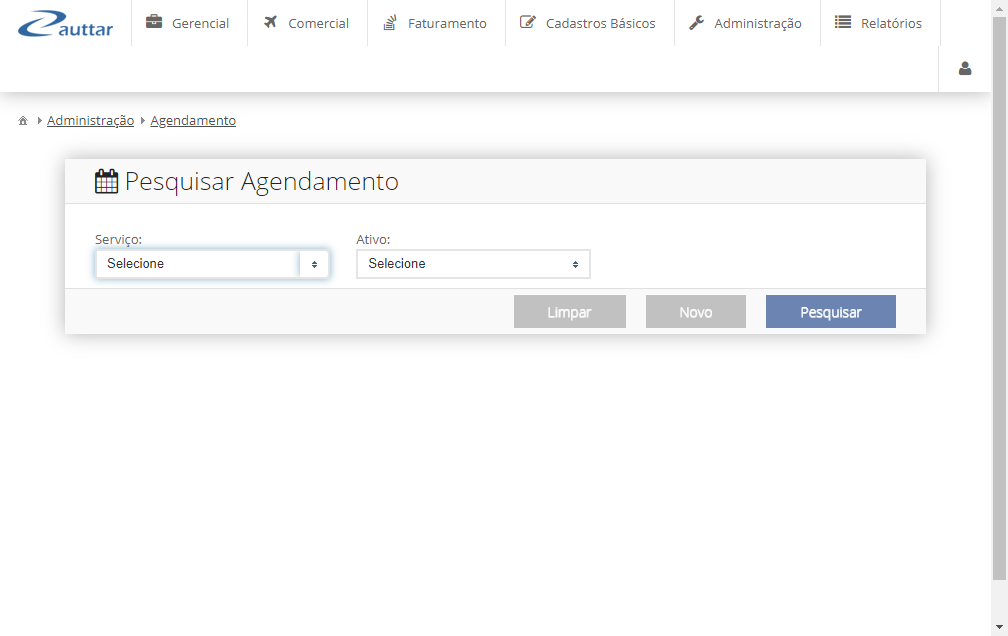 auttar Gerencial Comercial Faturamento Cadastros Básicos Administração Relatórios
Administração Agendamento
Pesquisar Agendamento
Serviço: Ativo:
Selecione Selecione
Limpar Novo Pesquisar